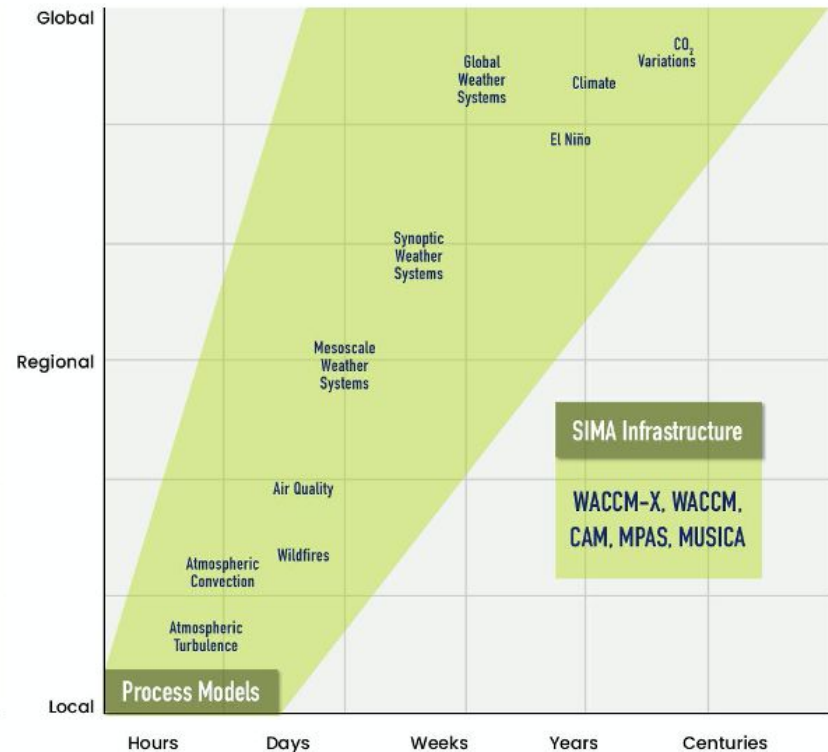 Global
CO₂
Variations
Global
Weather
Systems
Climate
El Niño
Synoptic
Weather
Systems
Regional
Mesoscale
Weather
Systems
SIMA Infrastructure
WACCM-X, WACCM,
CAM, MPAS, MUSICA
Air Quality
Wildfires
Atmospheric
Convection
Atmospheric
Turbulence
Process Models
Local
Hours
Days
Weeks
Years
Centuries